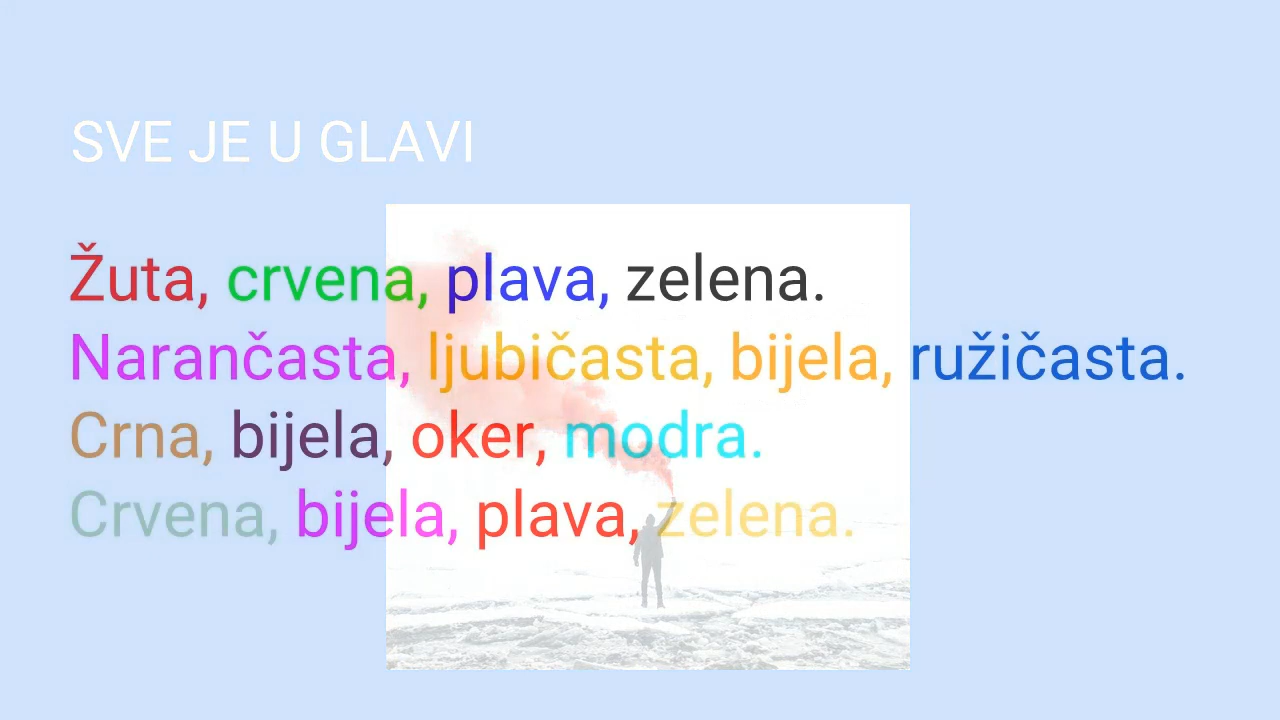 SVE JE U GLAVI
Žuta, crvena, plava, zelena.
Narančasta, ljubičasta, bijela, ružičasta.
Crna, bijela, oker, modra.
Crvena, bijela, plava, zelena.